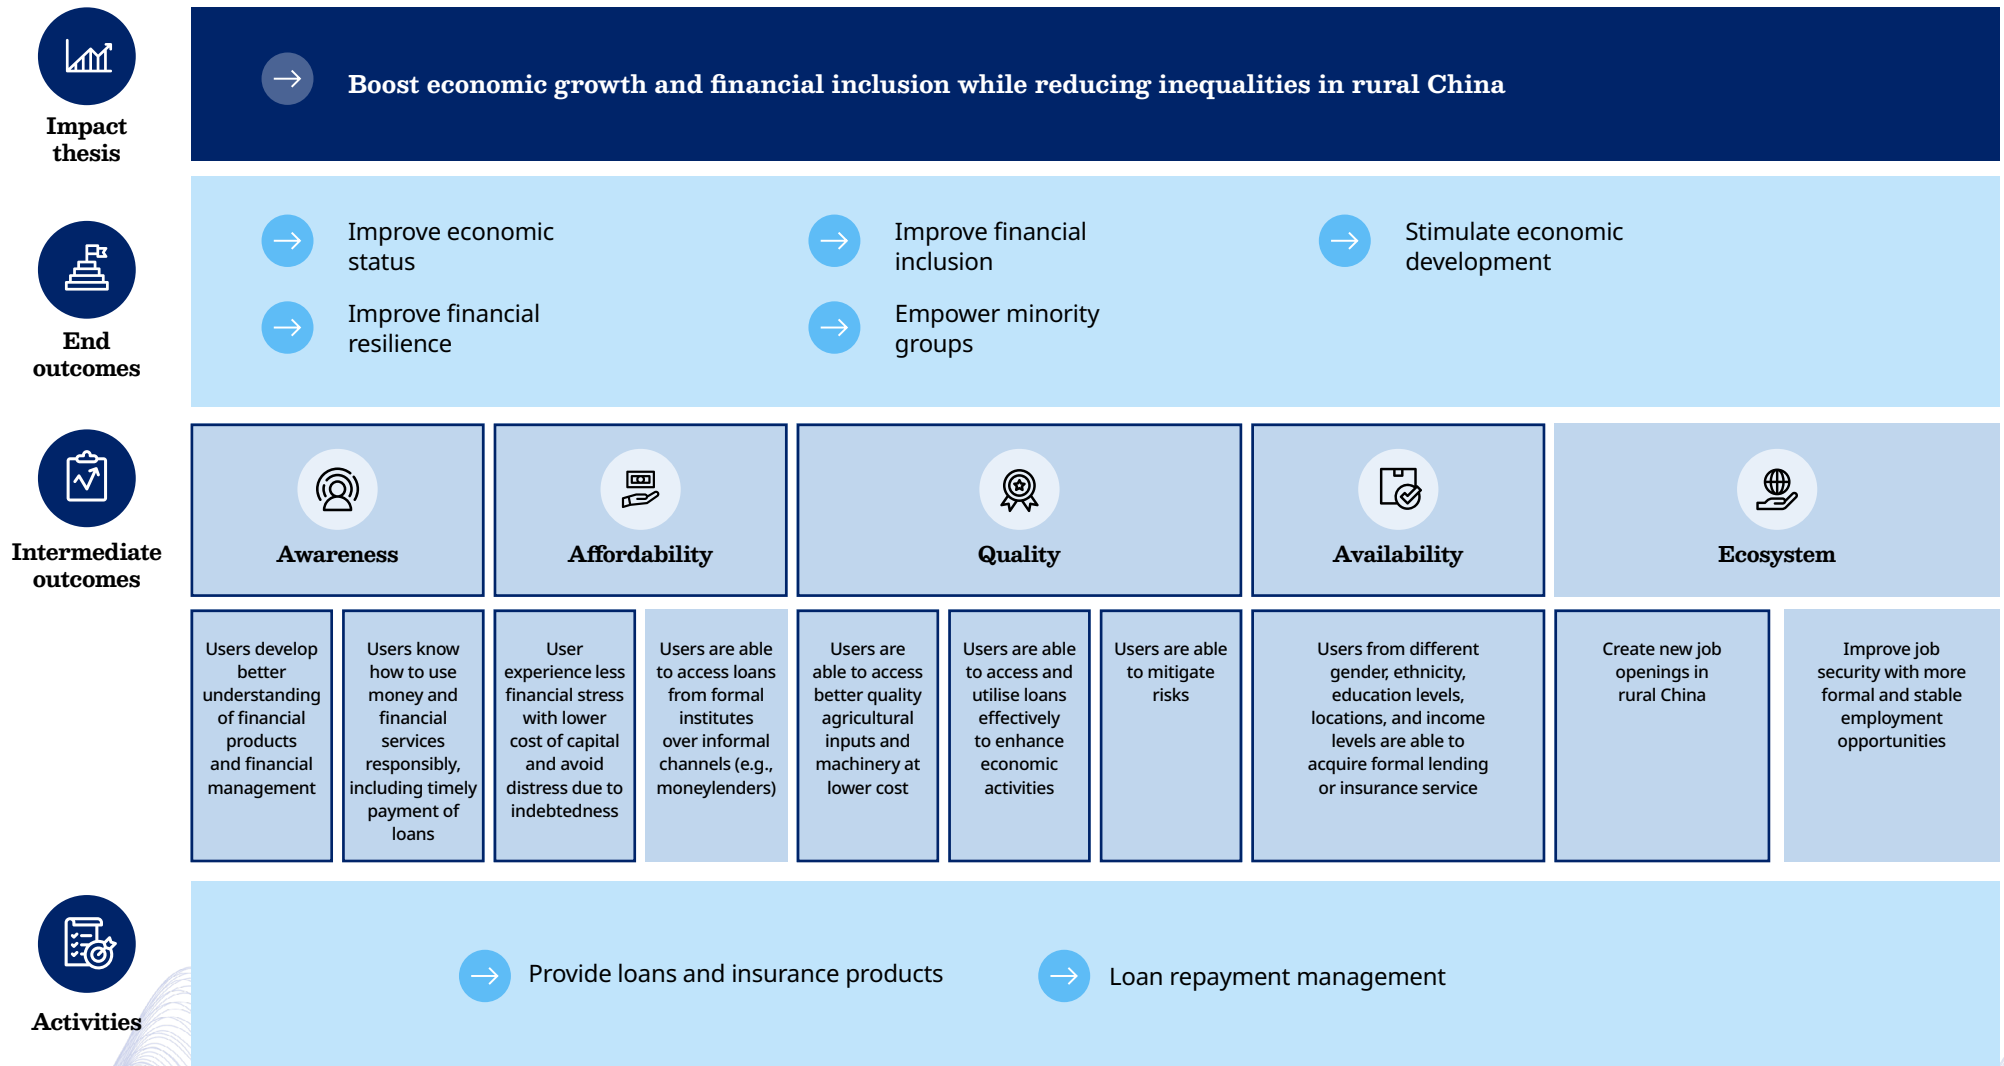 Impact
thesis
Boost economic growth and financial inclusion while reducing inequalities in rural China
End
outcomes
Improve economic
status
Improve financial
resilience
Improve financial
inclusion
Empower minority
groups
Stimulate economic
development
Intermediate
outcomes
Awareness
Affordability
Quality
Availability
Ecosystem
Users develop
better
understanding
of financial
products
and financial
management
Users know
how to use
money and
financial
services
responsibly,
including timely
payment of
loans
User
experience less
financial stress
with lower
cost of capital
and avoid
distress due to
indebtedness
Users are able
to access loans
from formal
institutes
over informal
channels (e.g.,
moneylenders)
Users are
able to access
better quality
agricultural
inputs and
machinery at
lower cost
Users are able
to access and
utilise loans
effectively
to enhance
economic
activities
Users are able
to mitigate
risks
Users from different
gender, ethnicity,
education levels,
locations, and income
levels are able to
acquire formal lending
or insurance service
Create new job
openings in
rural China
Improve job
security with more
formal and stable
employment
opportunities
Activities
Provide loans and insurance products
Loan repayment management